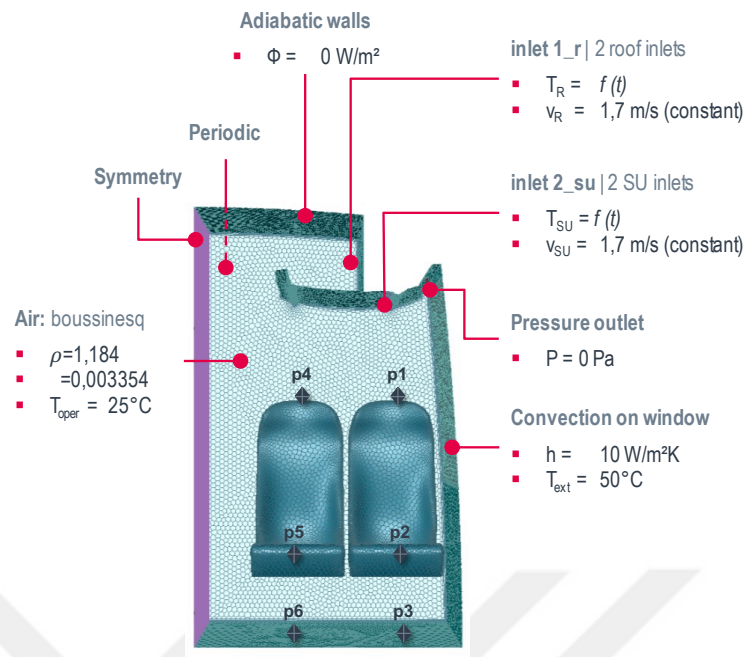 Adiabatic walls
▪ Φ = 0 W/m²
inlet 1_r | 2 roof inlets
▪ T_R = f (t)
▪ v_R = 1,7 m/s (constant)
Periodic
Symmetry
inlet 2_su | 2 SU inlets
▪ T_SU = f (t)
▪ v_SU = 1,7 m/s (constant)
Air: boussinesq
▪ ρ=1,184
▪ =0,003354
▪ T_oper = 25°C
Pressure outlet
▪ P = 0 Pa
Convection on window
▪ h = 10 W/m²K
▪ T_ext = 50°C
p4 p1
p5 p2
p6 p3